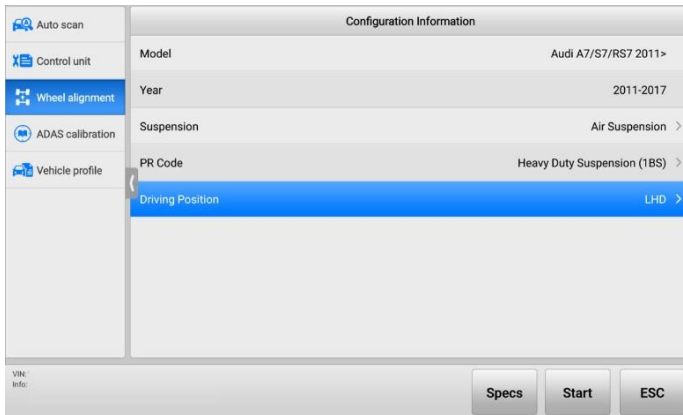 Auto scan
Control unit
Wheel alignment
ADAS calibration
Vehicle profile
Configuration Information
Model Audi A7/S7/RS7 2011>
Year 2011-2017
Suspension Air Suspension >
PR Code Heavy Duty Suspension (1BS) >
Driving Position LHD >
VIN:
Info:
Specs Start ESC